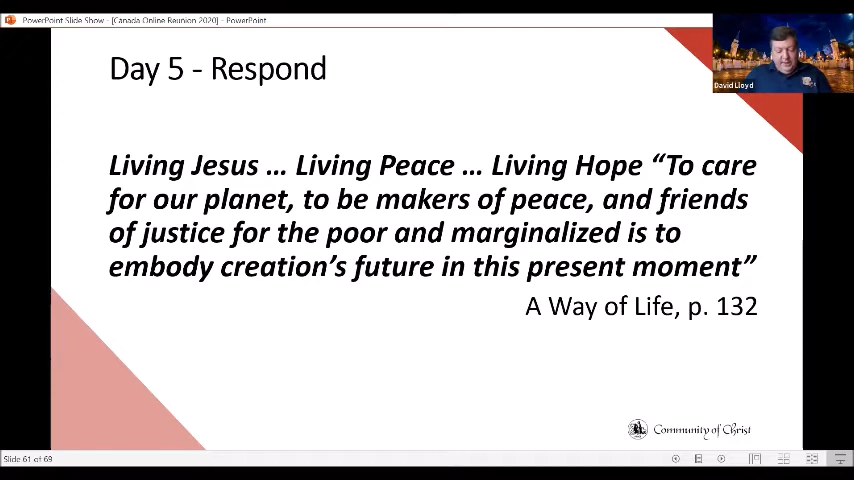 PowerPoint Slide Show - [Canada Online Reunion 2020] - PowerPoint
David Lloyd
Day 5 - Respond
Living Jesus … Living Peace … Living Hope “To care
for our planet, to be makers of peace, and friends
of justice for the poor and marginalized is to
embody creation’s future in this present moment”
A Way of Life, p. 132
Community of Christ
Slide 61 of 69